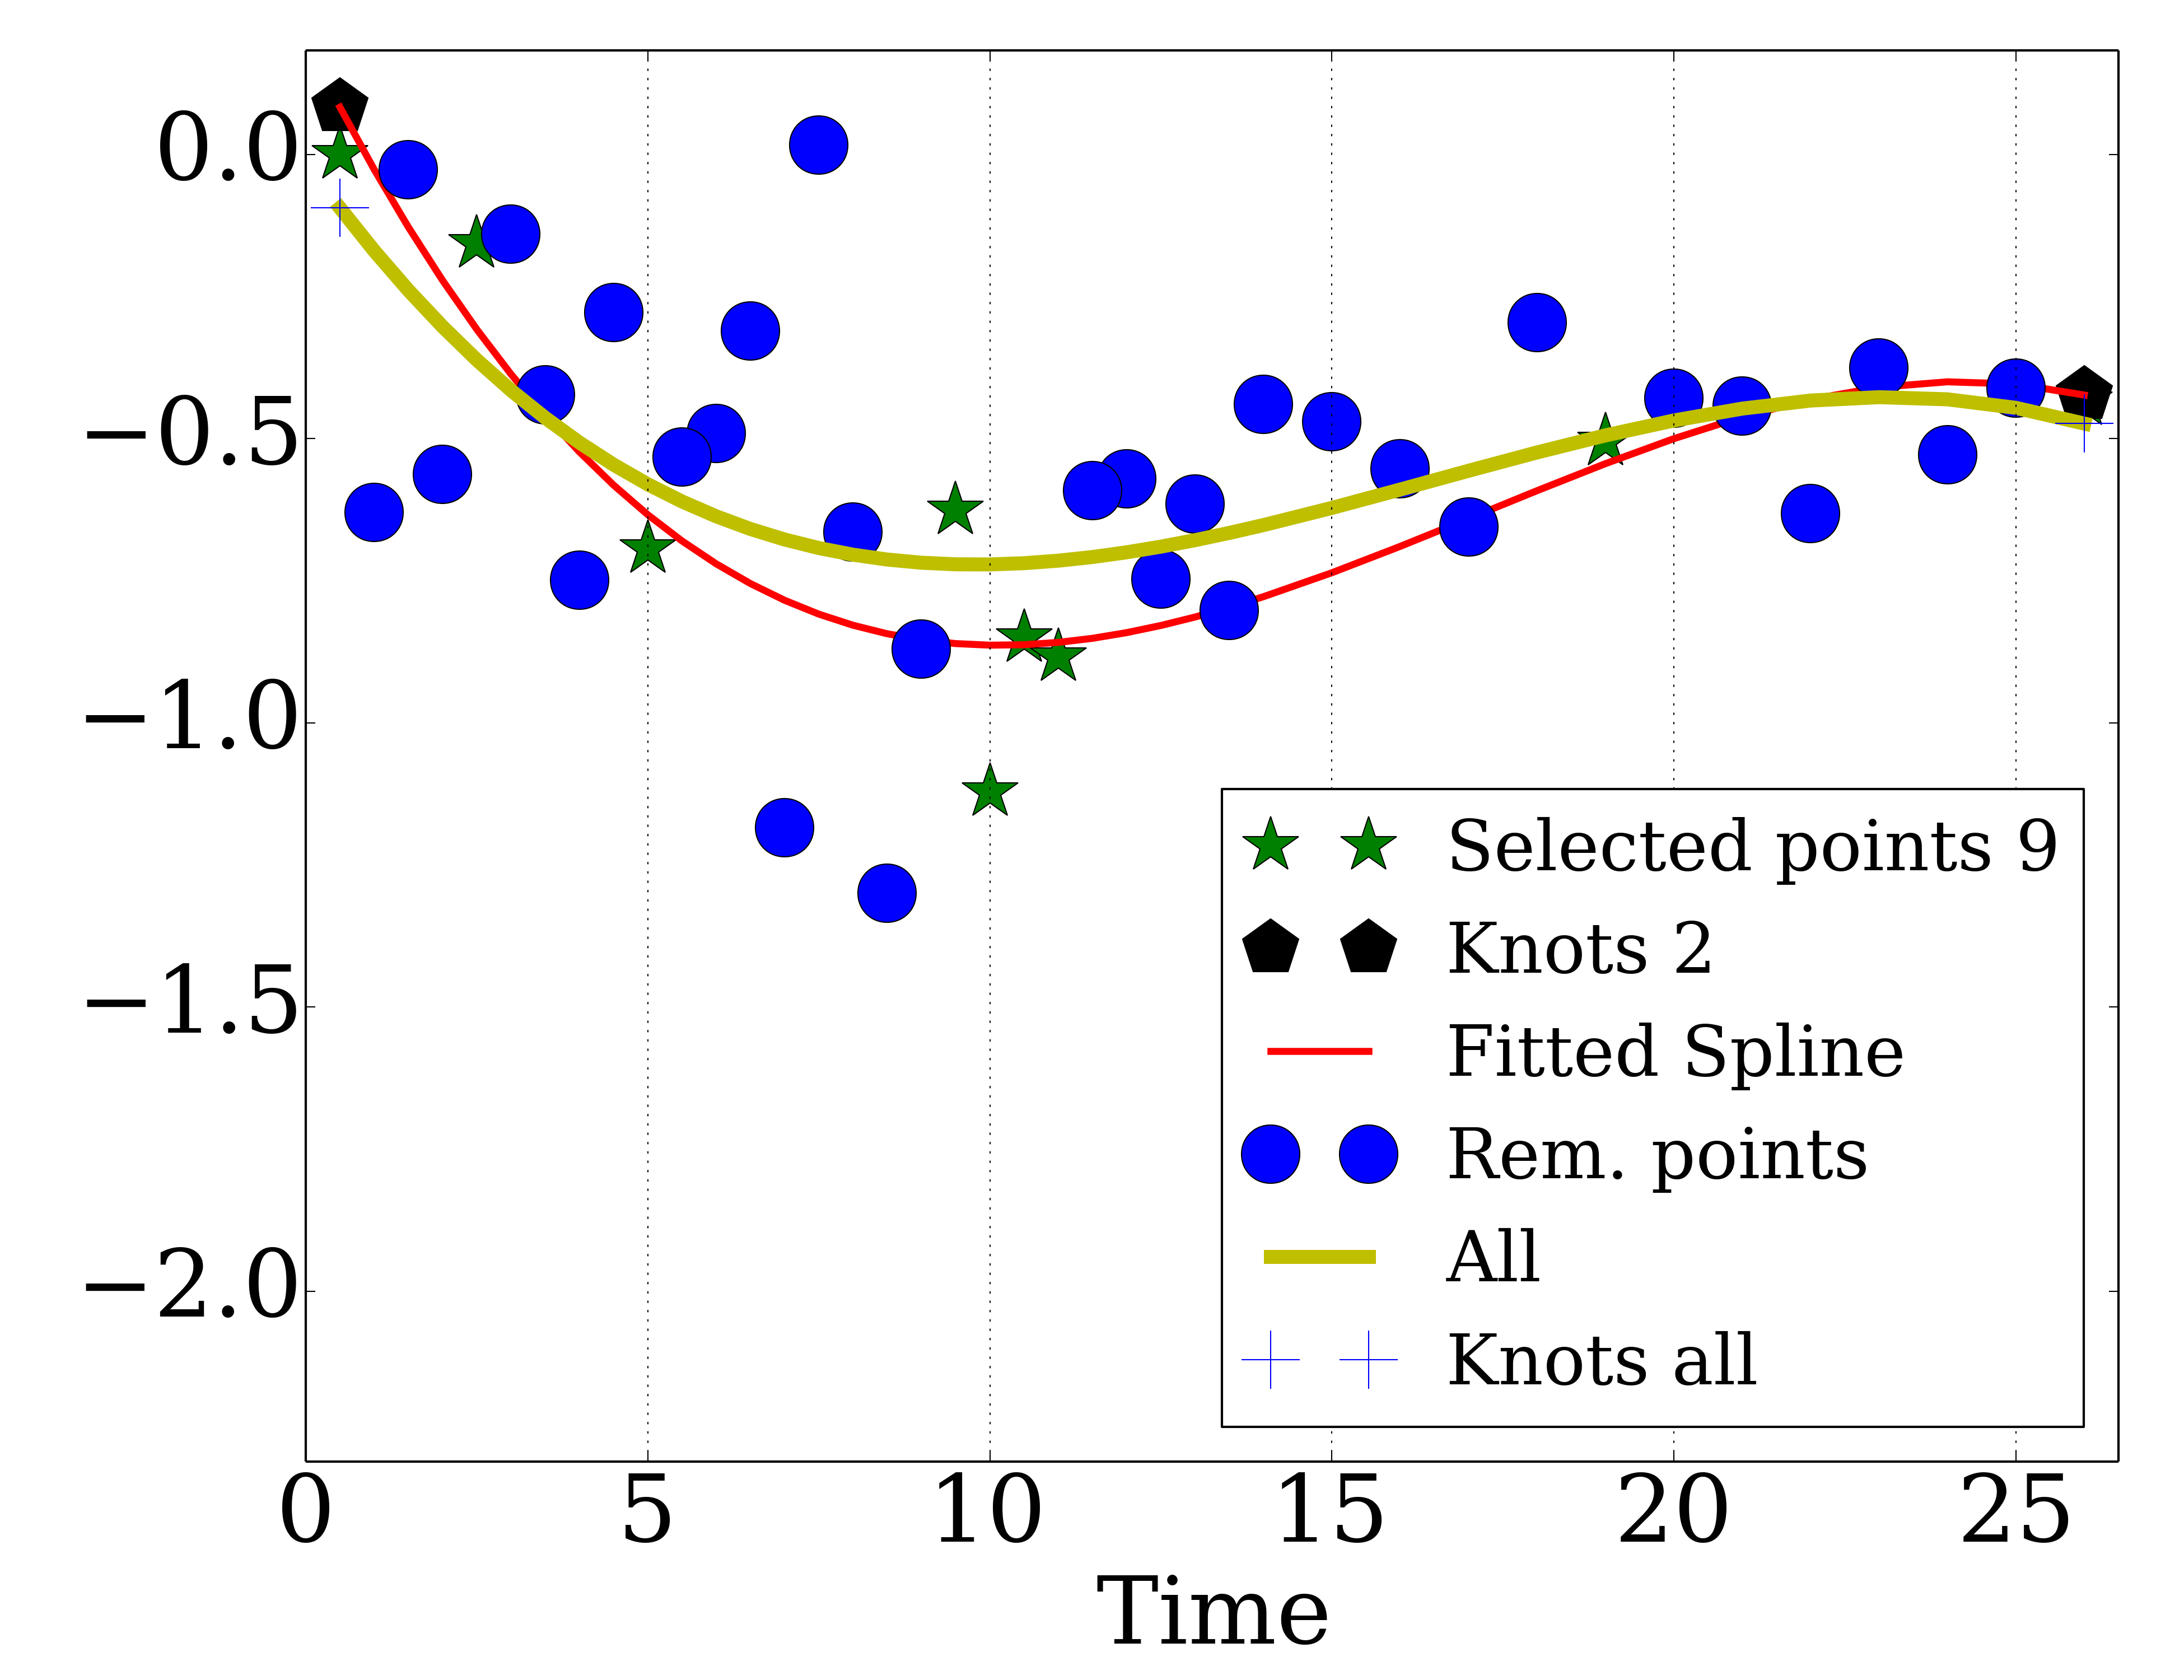 0.0
−0.5
−1.0
−1.5
−2.0
Selected points 9
Knots 2
Fitted Spline
Rem. points
All
Knots all
0 5 10 15 20 25
Time